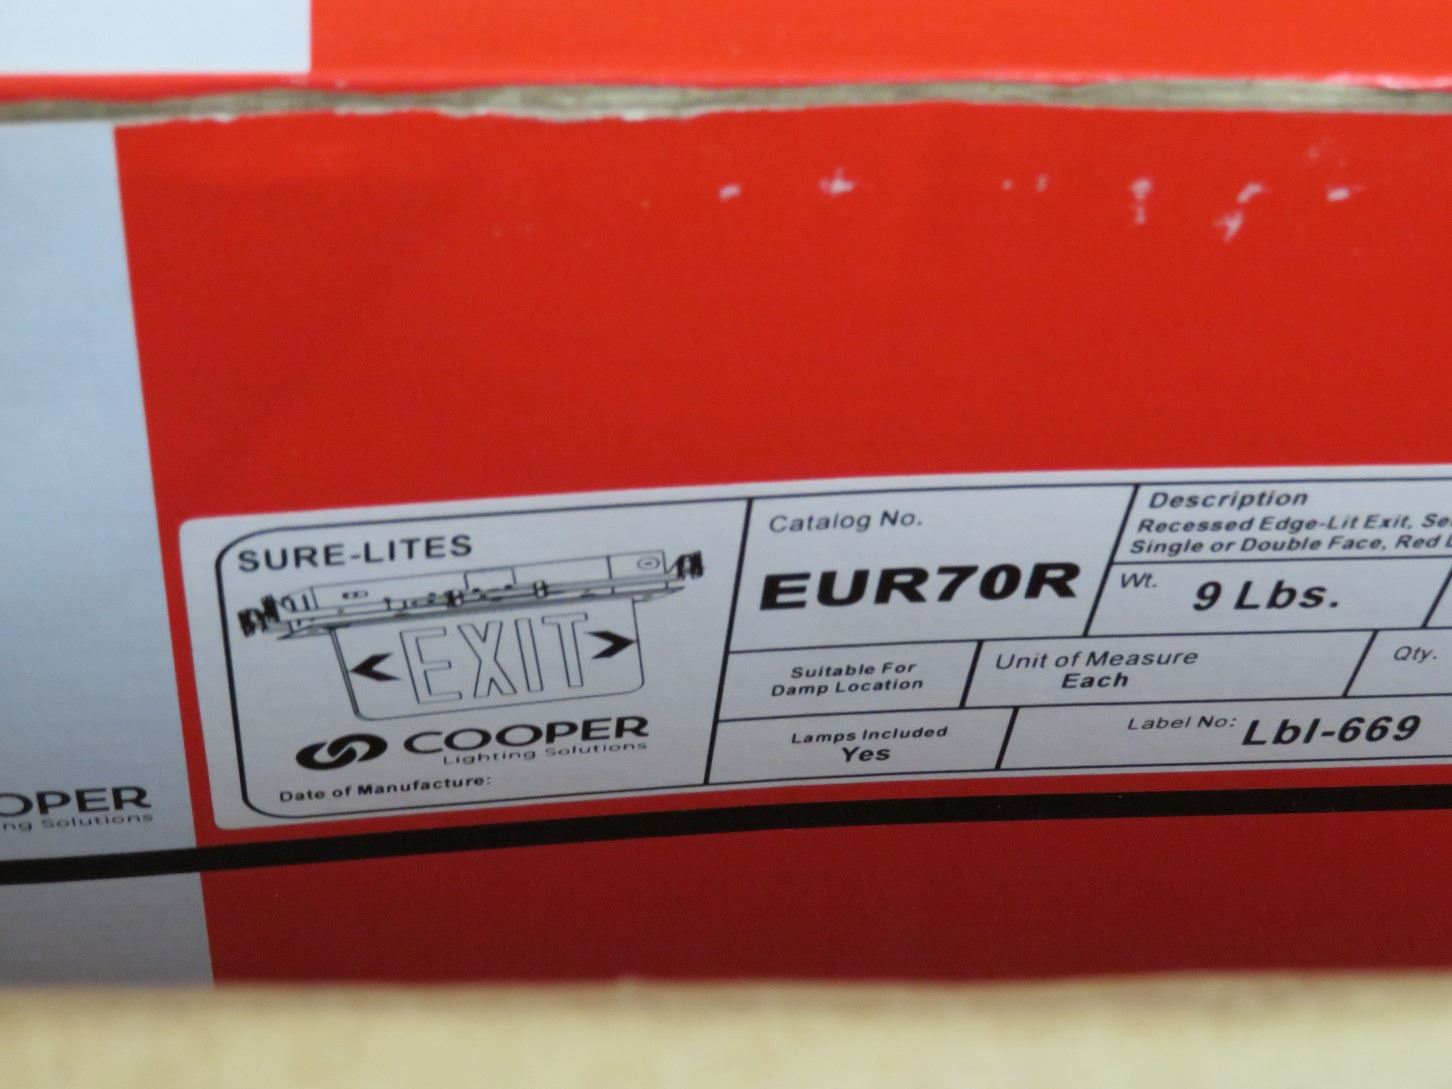 SURE-LITES
EXIT
COOPER
Lighting Solutions
Date of Manufacture:
Catalog No.
EUR70R
Description
Recessed Edge-Lit Exit,
Single or Double Face, Red
Wt.
9 Lbs.
Suitable For
Damp Location
Unit of Measure
Each
Qty.
Lamps Included
Yes
Label No: Lbl-669
OPER
ng Solutions